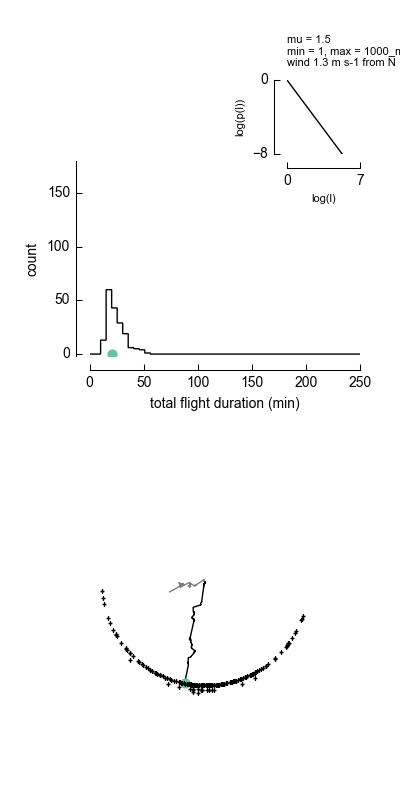 mu = 1.5
min = 1, max = 1000_m
wind 1.3 m s-1 from N
0
log(p(l))
−8
0
7
log(l)
150
100
50
0
count
0
50
100
150
200
250
total flight duration (min)